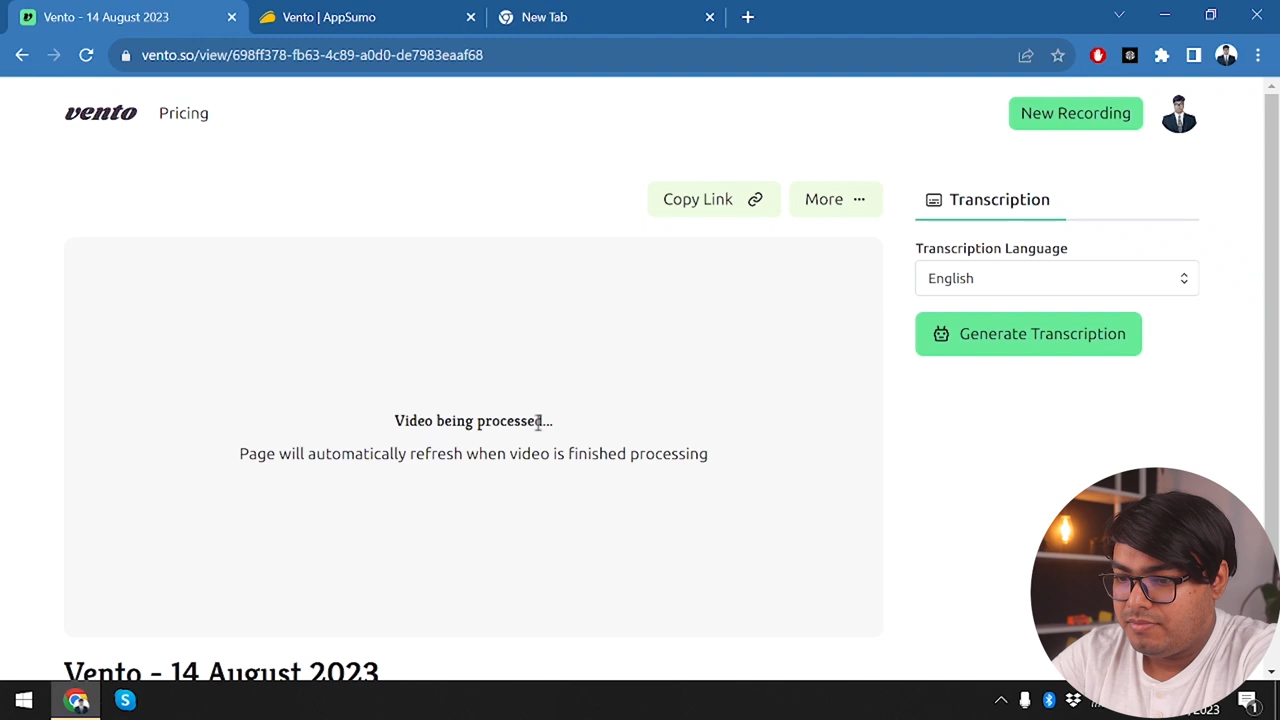 Vento - 14 August 2023
Vento | AppSumo
New Tab
vento.so/view/698ff378-fb63-4c89-a0d0-de7983eaaf68
vento
Pricing
New Recording
Copy Link
More
Transcription
Transcription Language
English
Generate Transcription
Video being processed...
Page will automatically refresh when video is finished processing
Vento - 14 August 2023
2023
1